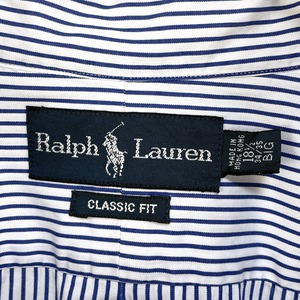 Ralph Lauren
CLASSIC FIT
MADE IN
HONG KONG
18½
34/35
BIG